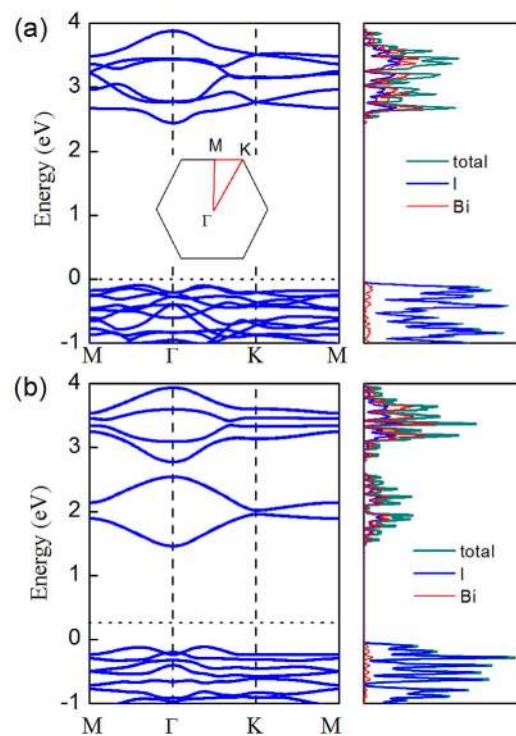 (a)
4
3
2
1
0
-1
Energy (eV)
M Γ K M
M K
Γ
total
I
Bi
(b)
4
3
2
1
0
-1
Energy (eV)
M Γ K M
total
I
Bi